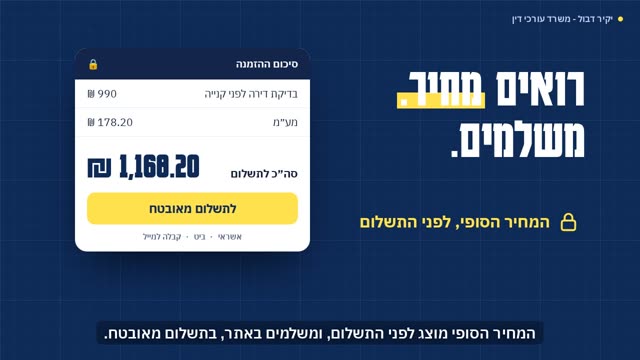 יקיר דבול - משרד עורכי דין
רואים מחיר.
משלמים.
המחיר הסופי, לפני התשלום
סיכום ההזמנה
בדיקת דירה לפני קנייה 990 ₪
מע״מ 178.20 ₪
סה״כ לתשלום 1,168.20 ₪
לתשלום מאובטח
אשראי · ביט · קבלה למייל
המחיר הסופי מוצג לפני התשלום, ומשלמים באתר, בתשלום מאובטח.